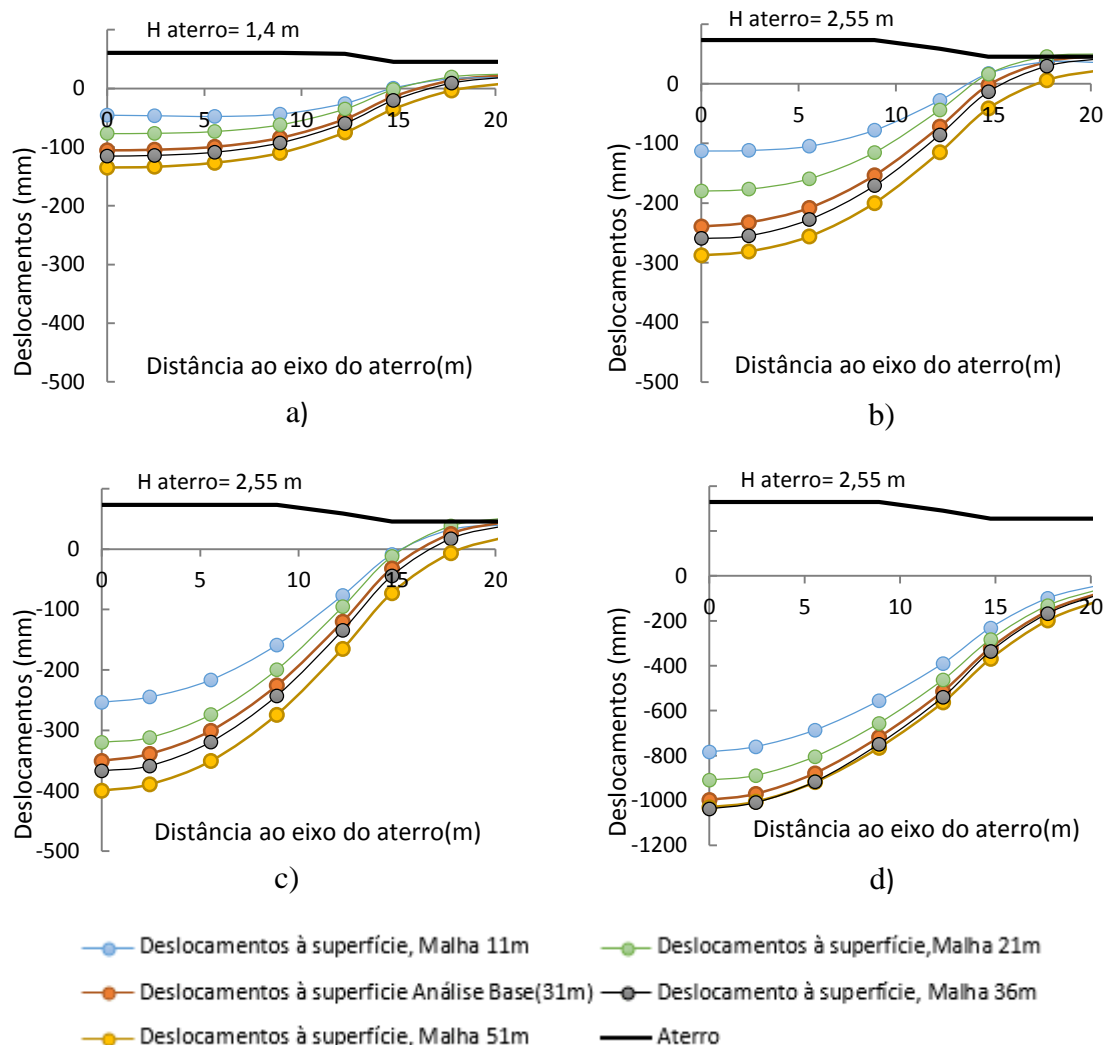 H aterro= 1,4 m
0
-100
-200
-300
-400
-500
0 5 10 15 20
Deslocamentos (mm)
Distância ao eixo do aterro(m)
a)
H aterro= 2,55 m
0
-100
-200
-300
-400
-500
0 5 10 15 20
Deslocamentos (mm)
Distância ao eixo do aterro(m)
b)
H aterro= 2,55 m
0
-100
-200
-300
-400
-500
0 5 10 15 20
Deslocamentos (mm)
Distância ao eixo do aterro(m)
c)
H aterro= 2,55 m
0
-200
-400
-600
-800
-1000
-1200
0 5 10 15 20
Deslocamentos (mm)
Distância ao eixo do aterro(m)
d)
Deslocamentos à superfície, Malha 11m
Deslocamentos à superfície,Malha 21m
Deslocamentos à superfície Análise Base(31m)
Deslocamento à superfície, Malha 36m
Deslocamentos à superfície, Malha 51m
Aterro